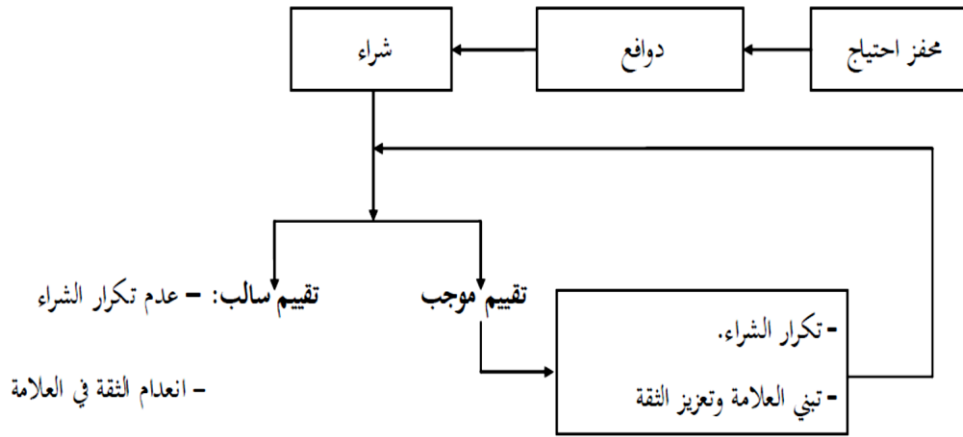 محفز احتياج
دوافع
شراء
تقييم موجب
تقييم سالب: – عدم تكرار الشراء
– انعدام الثقة في العلامة
- تكرار الشراء.
- تبني العلامة وتعزيز الثقة